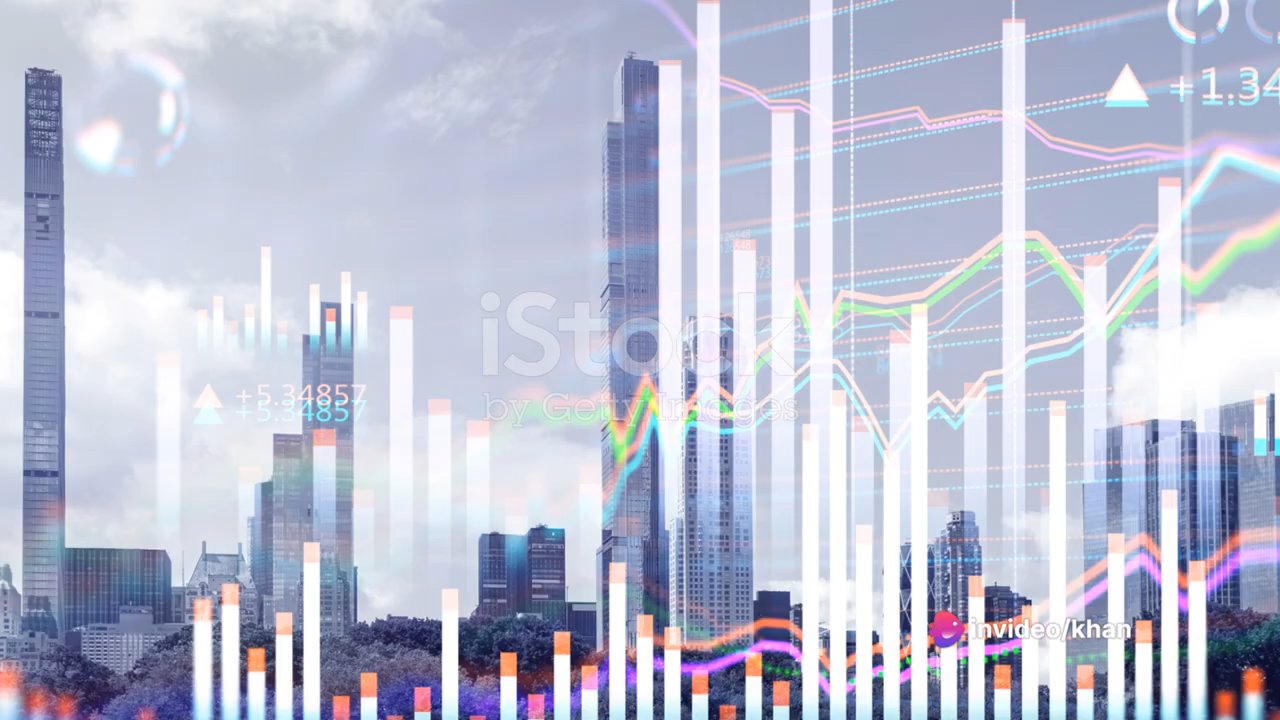 +1.34
+5.34857
+5.34857
iStock
by Getty Images
invideo/khan